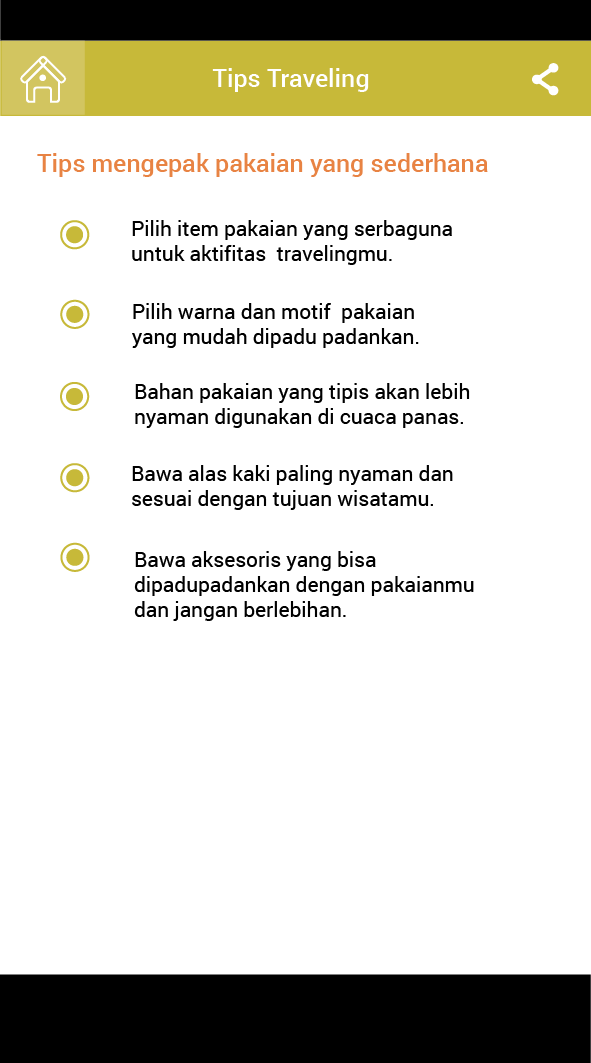 Tips Traveling
Tips mengepak pakaian yang sederhana
Pilih item pakaian yang serbaguna
untuk aktifitas  travelingmu.
Pilih warna dan motif  pakaian
yang mudah dipadu padankan.
Bahan pakaian yang tipis akan lebih
nyaman digunakan di cuaca panas.
Bawa alas kaki paling nyaman dan
sesuai dengan tujuan wisatamu.
Bawa aksesoris yang bisa
dipadupadankan dengan pakaianmu
dan jangan berlebihan.